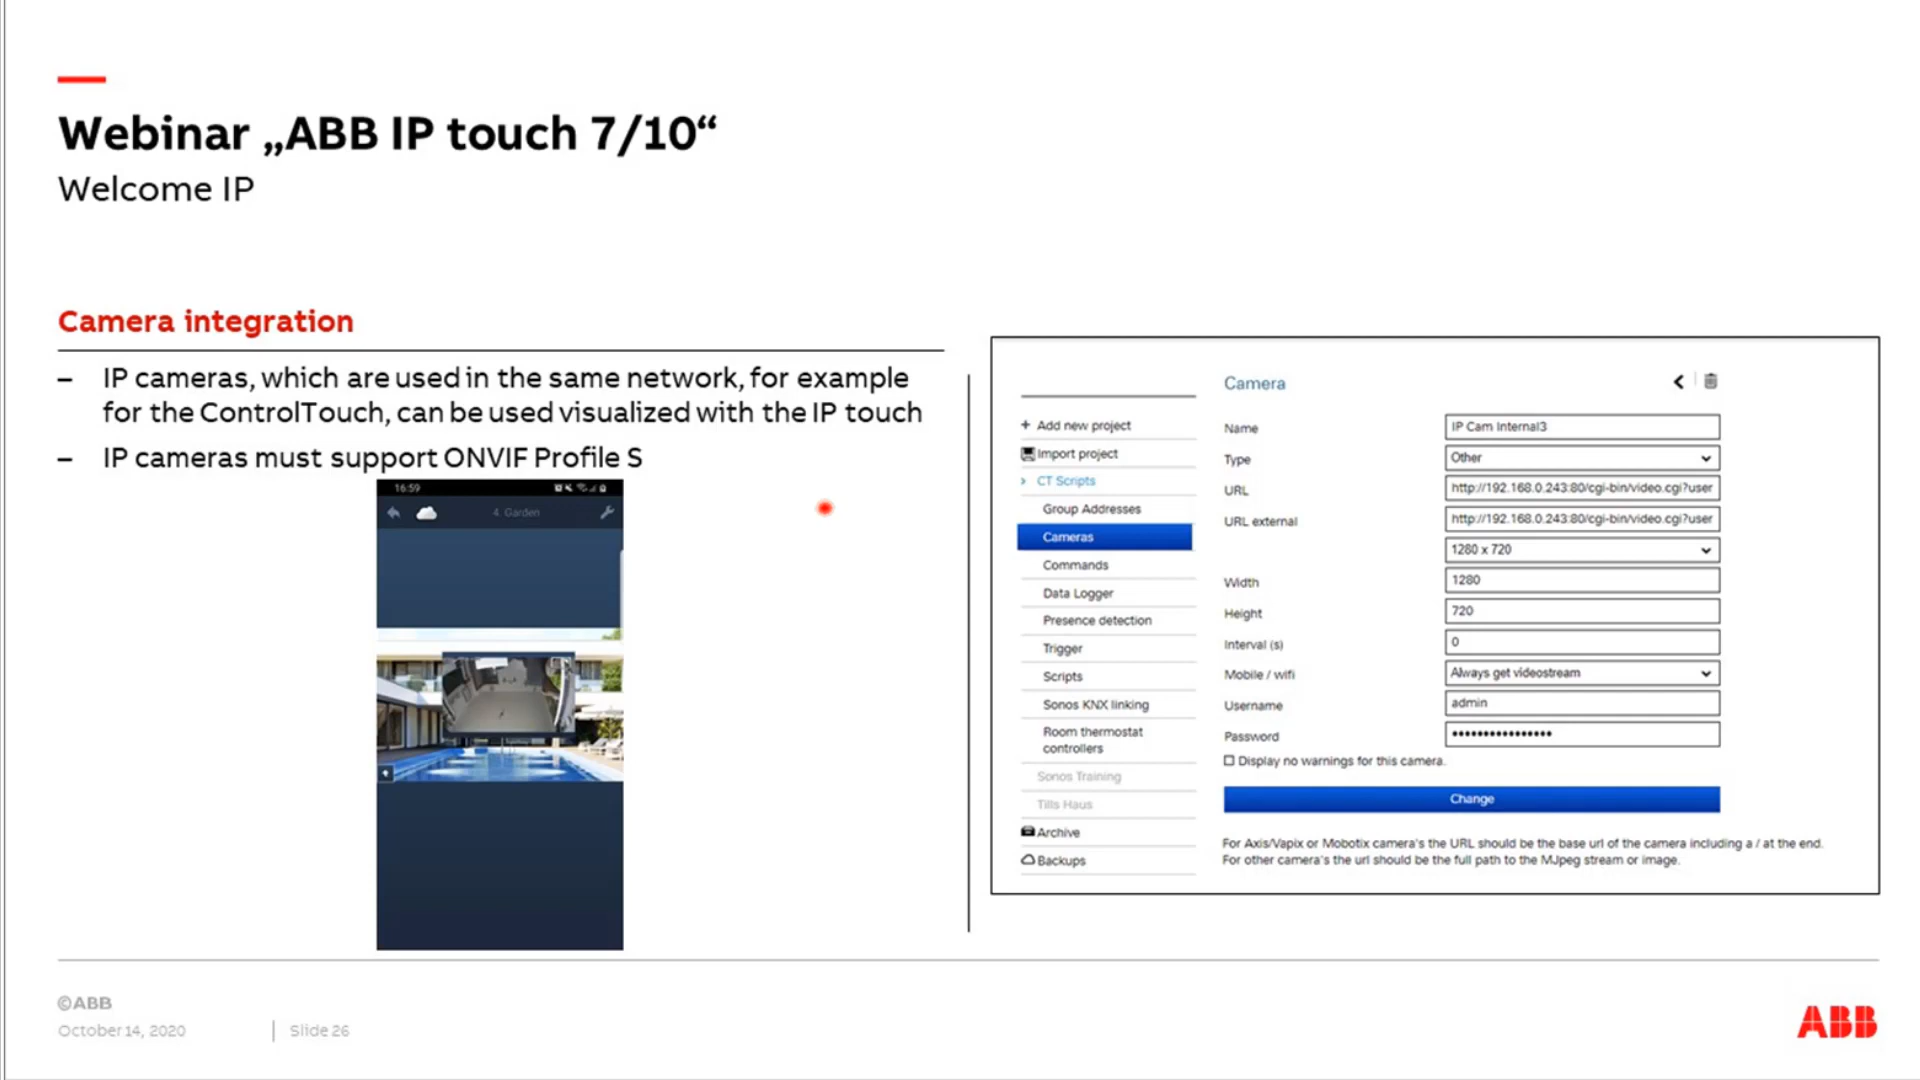 Webinar „ABB IP touch 7/10“
Welcome IP
Camera integration
– IP cameras, which are used in the same network, for example
for the ControlTouch, can be used visualized with the IP touch
– IP cameras must support ONVIF Profile S
16:59
4. Garden
+ Add new project
Import project
› CT Scripts
Group Addresses
Cameras
Commands
Data Logger
Presence detection
Trigger
Scripts
Sonos KNX linking
Room thermostat
controllers
Sonos Training
Tills Haus
Archive
Backups
Camera
Name IP Cam Internal3
Type Other
URL http://192.168.0.243:80/cgi-bin/video.cgi?user
URL external http://192.168.0.243:80/cgi-bin/video.cgi?user
1280 x 720
Width 1280
Height 720
Interval (s) 0
Mobile / wifi Always get videostream
Username admin
Password ••••••••••••••••
Display no warnings for this camera.
Change
For Axis/Vapix or Mobotix camera's the URL should be the base url of the camera including a / at the end.
For other camera's the url should be the full path to the MJpeg stream or image.
©ABB
October 14, 2020 | Slide 26
ABB